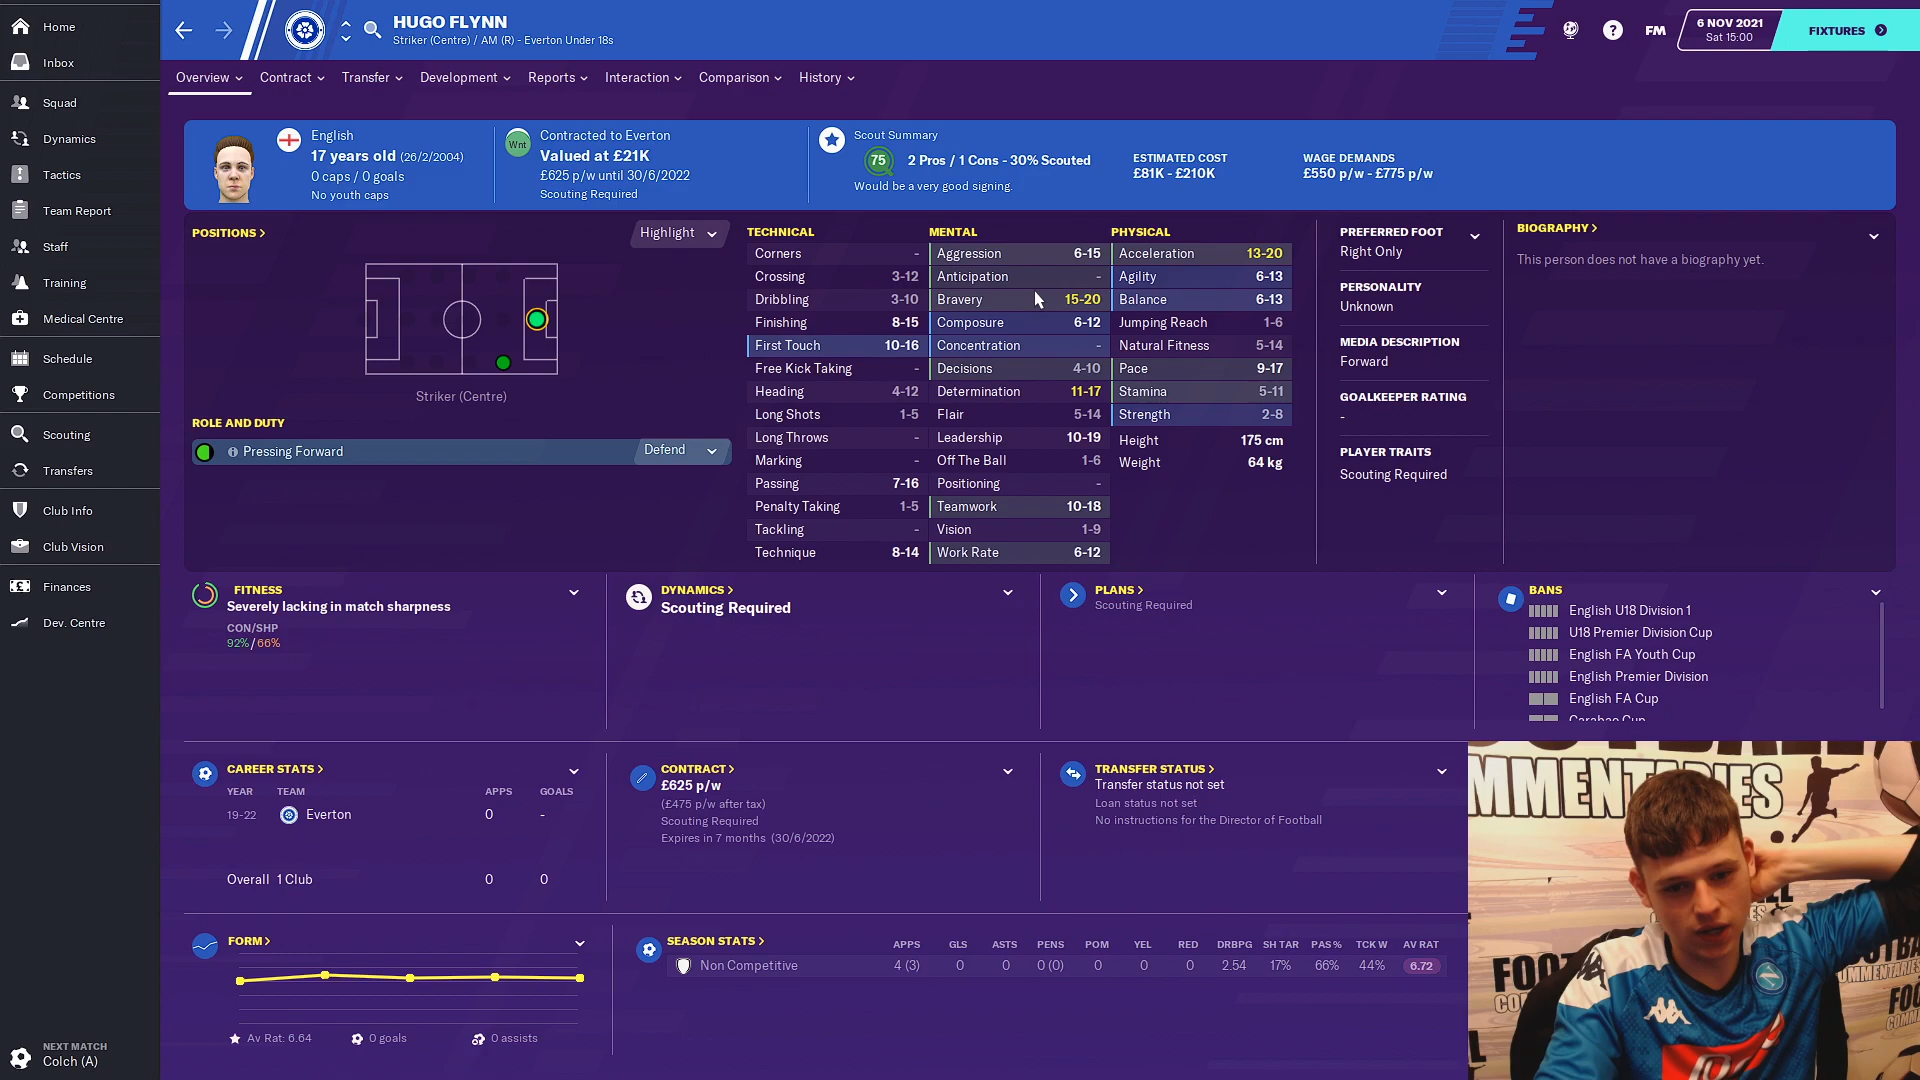 Home
Inbox
Squad
Dynamics
Tactics
Team Report
Staff
Training
Medical Centre
Schedule
Competitions
Scouting
Transfers
Club Info
Club Vision
Finances
Dev. Centre
NEXT MATCH
Colch (A)
HUGO FLYNN
Striker (Centre) / AM (R) - Everton Under 18s
FM
6 NOV 2021
Sat 15:00
FIXTURES
Overview Contract Transfer Development Reports Interaction Comparison History
English
17 years old (26/2/2004)
0 caps / 0 goals
No youth caps
Wnt
Contracted to Everton
Valued at £21K
£625 p/w until 30/6/2022
Scouting Required
Scout Summary
75 2 Pros / 1 Cons - 30% Scouted
Would be a very good signing.
ESTIMATED COST
£81K - £210K
WAGE DEMANDS
£550 p/w - £775 p/w
POSITIONS >
Highlight
Striker (Centre)
ROLE AND DUTY
Pressing Forward Defend
TECHNICAL
Corners -
Crossing 3-12
Dribbling 3-10
Finishing 8-15
First Touch 10-16
Free Kick Taking -
Heading 4-12
Long Shots 1-5
Long Throws -
Marking -
Passing 7-16
Penalty Taking 1-5
Tackling -
Technique 8-14
MENTAL
Aggression 6-15
Anticipation -
Bravery 15-20
Composure 6-12
Concentration -
Decisions 4-10
Determination 11-17
Flair 5-14
Leadership 10-19
Off The Ball 1-6
Positioning -
Teamwork 10-18
Vision 1-9
Work Rate 6-12
PHYSICAL
Acceleration 13-20
Agility 6-13
Balance 6-13
Jumping Reach 1-6
Natural Fitness 5-14
Pace 9-17
Stamina 5-11
Strength 2-8
Height 175 cm
Weight 64 kg
PREFERRED FOOT
Right Only
PERSONALITY
Unknown
MEDIA DESCRIPTION
Forward
GOALKEEPER RATING
-
PLAYER TRAITS
Scouting Required
BIOGRAPHY >
This person does not have a biography yet.
FITNESS
Severely lacking in match sharpness
CON/SHP
92% / 66%
DYNAMICS >
Scouting Required
PLANS >
Scouting Required
BANS
English U18 Division 1
U18 Premier Division Cup
English FA Youth Cup
English Premier Division
English FA Cup
Carabao Cup
CAREER STATS >
YEAR TEAM APPS GOALS
19-22 Everton 0 -
Overall 1 Club 0 0
CONTRACT >
£625 p/w
(£475 p/w after tax)
Scouting Required
Expires in 7 months (30/6/2022)
TRANSFER STATUS >
Transfer status not set
Loan status not set
No instructions for the Director of Football
FORM >
Av Rat: 6.64 0 goals 0 assists
SEASON STATS > APPS GLS ASTS PENS POM YEL RED DRBPG SH TAR PAS% TCK W AV RAT
Non Competitive 4 (3) 0 0 0 (0) 0 0 0 2.54 17% 66% 44% 6.72